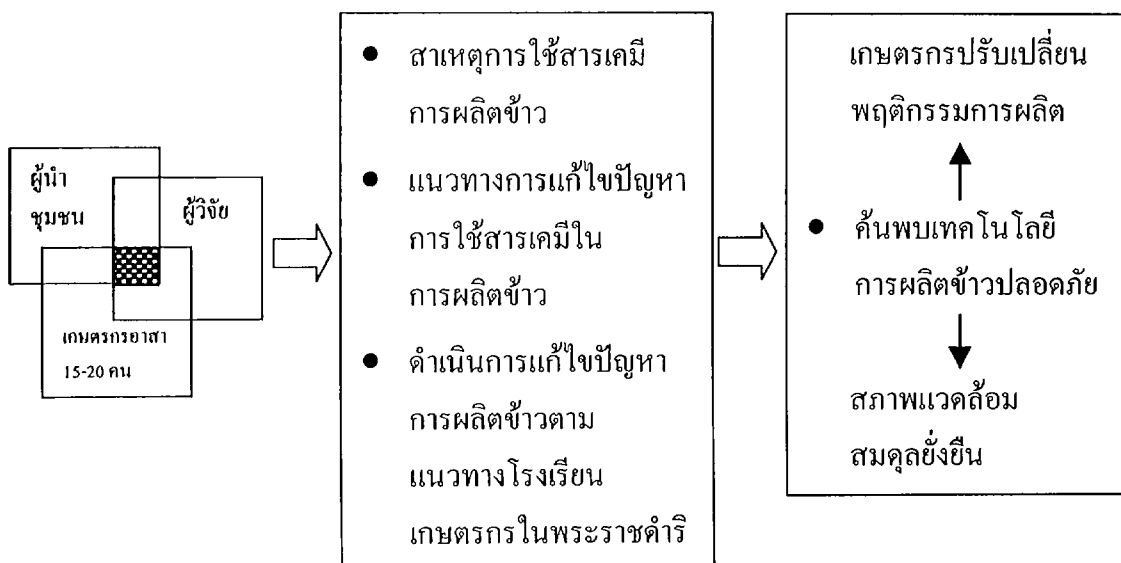 ผู้นำ
ชุมชน
ผู้วิจัย
เกษตรกรอาสา
15-20 คน
● สาเหตุการใช้สารเคมี
การผลิตข้าว
● แนวทางการแก้ไขปัญหา
การใช้สารเคมีใน
การผลิตข้าว
● ดำเนินการแก้ไขปัญหา
การผลิตข้าวตาม
แนวทางโรงเรียน
เกษตรกรในพระราชดำริ
เกษตรกรปรับเปลี่ยน
พฤติกรรมการผลิต
● ค้นพบเทคโนโลยี
การผลิตข้าวปลอดภัย
สภาพแวดล้อม
สมดุลยั่งยืน